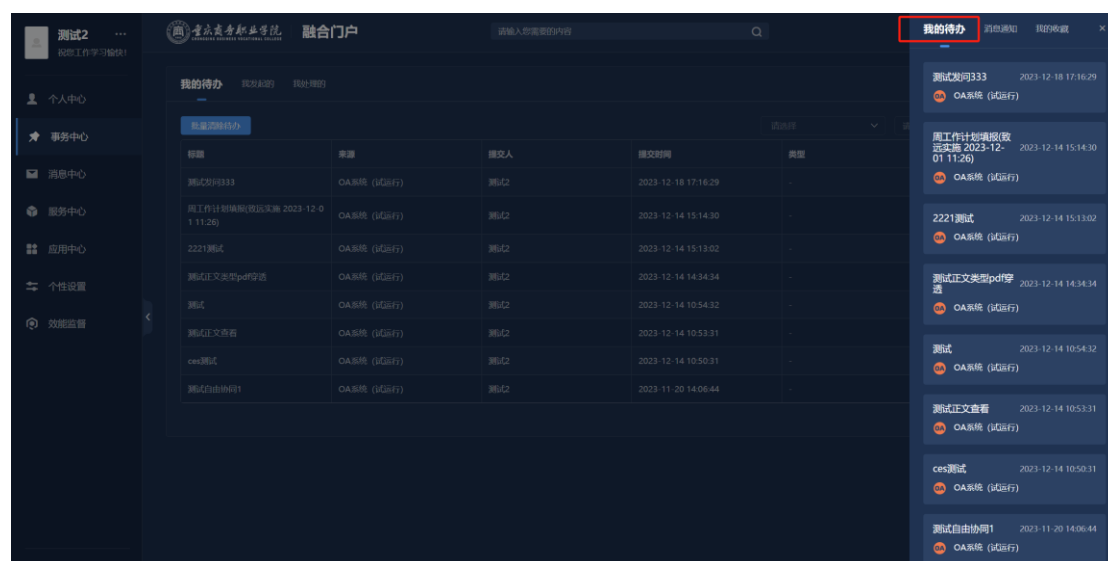 测试2 ...
祝您工作学习愉快!
个人中心
事务中心
消息中心
服务中心
应用中心
个性设置
效能监督
重庆商务职业学院 融合门户
CHONGQING BUSINESS VOCATIONAL COLLEGE
请输入您需要的内容
我的待办 我发起的 我处理的
批量清除待办
请选择
标题 来源 提交人 提交时间 类型
测试发问333 OA系统 (试运行) 测试2 2023-12-18 17:16:29 -
周工作计划填报(致远实施 2023-12-0
1 11:26) OA系统 (试运行) 测试2 2023-12-14 15:14:30 -
2221测试 OA系统 (试运行) 测试2 2023-12-14 15:13:02 -
测试正文类型pdf穿透 OA系统 (试运行) 测试2 2023-12-14 14:34:34 -
测试 OA系统 (试运行) 测试2 2023-12-14 10:54:32 -
测试正文查看 OA系统 (试运行) 测试2 2023-12-14 10:53:31 -
ces测试 OA系统 (试运行) 测试2 2023-12-14 10:50:31 -
测试自由协同1 OA系统 (试运行) 测试2 2023-11-20 14:06:44 -
我的待办 消息通知 我的收藏 ×
测试发问333 2023-12-18 17:16:29
OA OA系统 (试运行)
周工作计划填报(致
远实施 2023-12- 2023-12-14 15:14:30
01 11:26)
OA OA系统 (试运行)
2221测试 2023-12-14 15:13:02
OA OA系统 (试运行)
测试正文类型pdf穿
透 2023-12-14 14:34:34
OA OA系统 (试运行)
测试 2023-12-14 10:54:32
OA OA系统 (试运行)
测试正文查看 2023-12-14 10:53:31
OA OA系统 (试运行)
ces测试 2023-12-14 10:50:31
OA OA系统 (试运行)
测试自由协同1 2023-11-20 14:06:44
OA OA系统 (试运行)